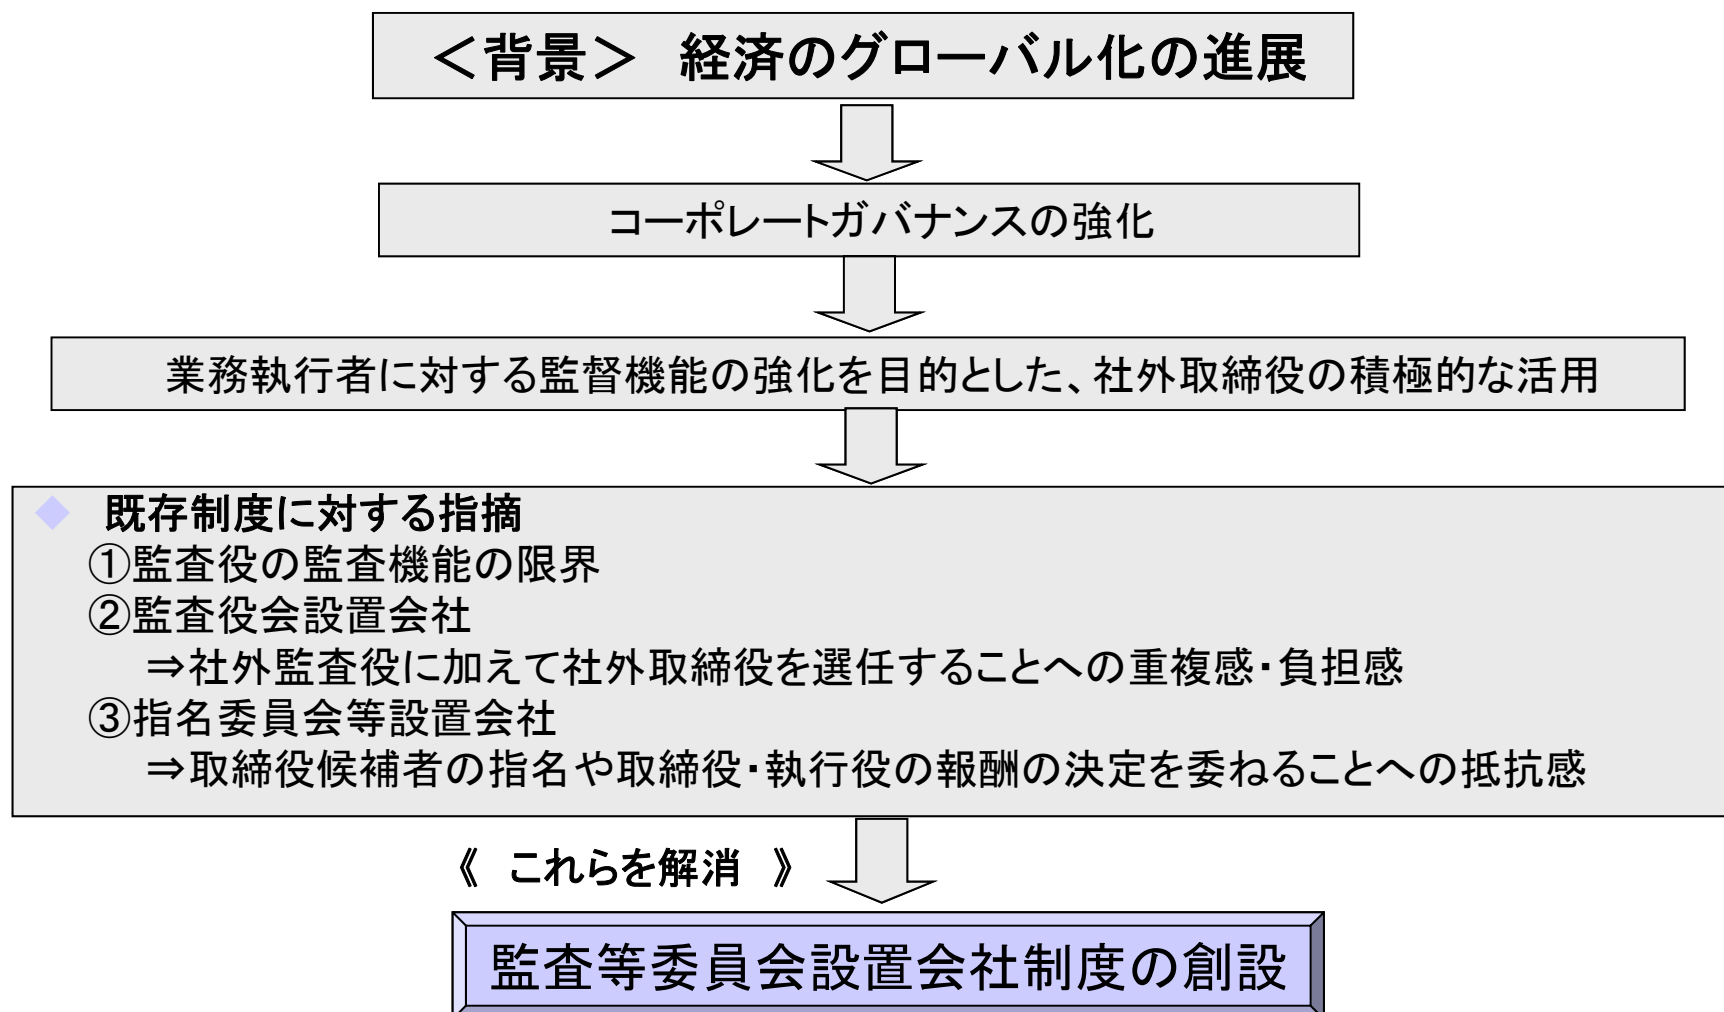 ＜背景＞　経済のグローバル化の進展
コーポレートガバナンスの強化
業務執行者に対する監督機能の強化を目的とした、社外取締役の積極的な活用
◆　既存制度に対する指摘
①監査役の監査機能の限界
②監査役会設置会社
⇒社外監査役に加えて社外取締役を選任することへの重複感・負担感
③指名委員会等設置会社
⇒取締役候補者の指名や取締役・執行役の報酬の決定を委ねることへの抵抗感
《　これらを解消　》
監査等委員会設置会社制度の創設